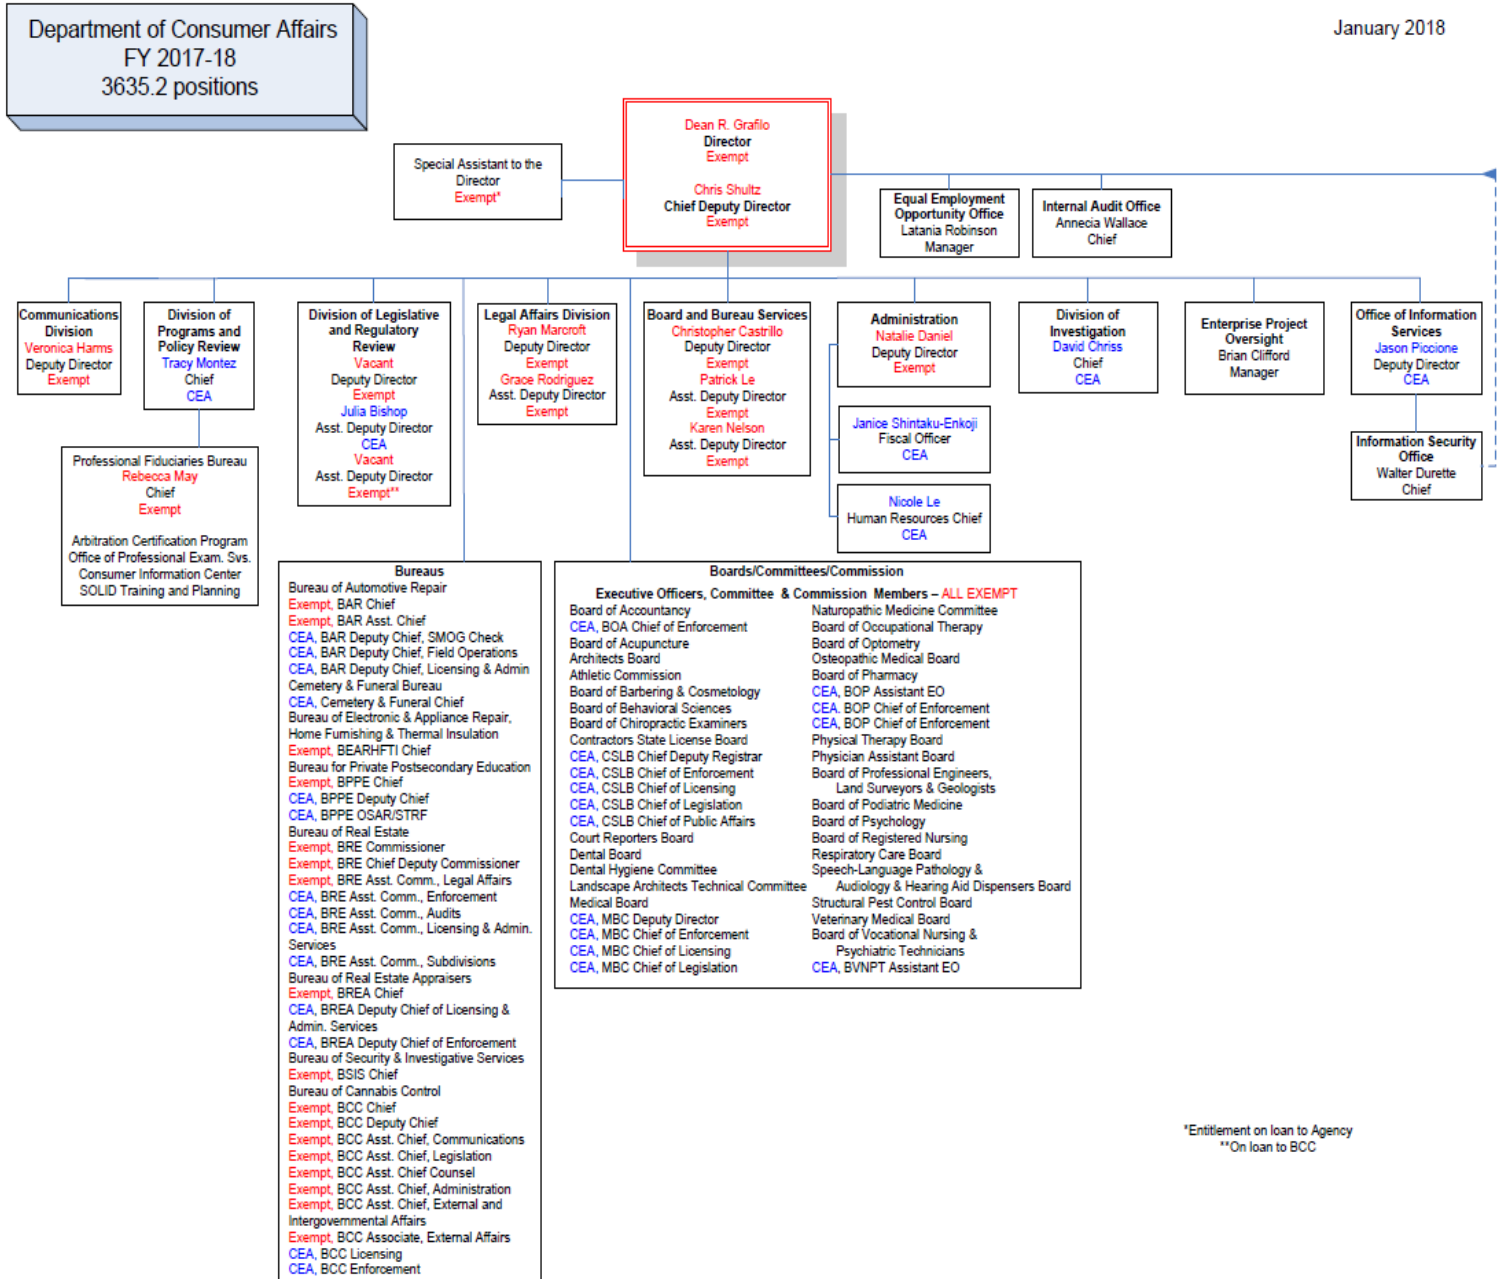 Department of Consumer Affairs
FY 2017-18
3635.2 positions
January 2018
Dean R. Grafilo
Director
Exempt
Chris Shultz
Chief Deputy Director
Exempt
Special Assistant to the
Director
Exempt*
Equal Employment
Opportunity Office
Latania Robinson
Manager
Internal Audit Office
Annecia Wallace
Chief
Communications
Division
Veronica Harms
Deputy Director
Exempt
Division of
Programs and
Policy Review
Tracy Montez
Chief
CEA
Division of Legislative
and Regulatory
Review
Vacant
Deputy Director
Exempt
Julia Bishop
Asst. Deputy Director
CEA
Vacant
Asst. Deputy Director
Exempt**
Legal Affairs Division
Ryan Marcroft
Deputy Director
Exempt
Grace Rodriguez
Asst. Deputy Director
Exempt
Board and Bureau Services
Christopher Castrillo
Deputy Director
Exempt
Patrick Le
Asst. Deputy Director
Exempt
Karen Nelson
Asst. Deputy Director
Exempt
Administration
Natalie Daniel
Deputy Director
Exempt
Janice Shintaku-Enkoji
Fiscal Officer
CEA
Nicole Le
Human Resources Chief
CEA
Division of
Investigation
David Chriss
Chief
CEA
Enterprise Project
Oversight
Brian Clifford
Manager
Office of Information
Services
Jason Piccione
Deputy Director
CEA
Information Security
Office
Walter Durette
Chief
Professional Fiduciaries Bureau
Rebecca May
Chief
Exempt
Arbitration Certification Program
Office of Professional Exam. Svs.
Consumer Information Center
SOLID Training and Planning
Bureaus
Bureau of Automotive Repair
Exempt, BAR Chief
Exempt, BAR Asst. Chief
CEA, BAR Deputy Chief, SMOG Check
CEA, BAR Deputy Chief, Field Operations
CEA, BAR Deputy Chief, Licensing & Admin
Cemetery & Funeral Bureau
CEA, Cemetery & Funeral Chief
Bureau of Electronic & Appliance Repair,
Home Furnishing & Thermal Insulation
Exempt, BEARHFTI Chief
Bureau for Private Postsecondary Education
Exempt, BPPE Chief
CEA, BPPE Deputy Chief
CEA, BPPE OSAR/STRF
Bureau of Real Estate
Exempt, BRE Commissioner
Exempt, BRE Chief Deputy Commissioner
Exempt, BRE Asst. Comm., Legal Affairs
CEA, BRE Asst. Comm., Enforcement
CEA, BRE Asst. Comm., Audits
CEA, BRE Asst. Comm., Licensing & Admin.
Services
CEA, BRE Asst. Comm., Subdivisions
Bureau of Real Estate Appraisers
Exempt, BREA Chief
CEA, BREA Deputy Chief of Licensing &
Admin. Services
CEA, BREA Deputy Chief of Enforcement
Bureau of Security & Investigative Services
Exempt, BSIS Chief
Bureau of Cannabis Control
Exempt, BCC Chief
Exempt, BCC Deputy Chief
Exempt, BCC Asst. Chief, Communications
Exempt, BCC Asst. Chief, Legislation
Exempt, BCC Asst. Chief Counsel
Exempt, BCC Asst. Chief, Administration
Exempt, BCC Asst. Chief, External and
Intergovernmental Affairs
Exempt, BCC Associate, External Affairs
CEA, BCC Licensing
CEA, BCC Enforcement
Boards/Committees/Commission
Executive Officers, Committee & Commission Members – ALL EXEMPT
Board of Accountancy
CEA, BOA Chief of Enforcement
Board of Acupuncture
Architects Board
Athletic Commission
Board of Barbering & Cosmetology
Board of Behavioral Sciences
Board of Chiropractic Examiners
Contractors State License Board
CEA, CSLB Chief Deputy Registrar
CEA, CSLB Chief of Enforcement
CEA, CSLB Chief of Licensing
CEA, CSLB Chief of Legislation
CEA, CSLB Chief of Public Affairs
Court Reporters Board
Dental Board
Dental Hygiene Committee
Landscape Architects Technical Committee
Medical Board
CEA, MBC Deputy Director
CEA, MBC Chief of Enforcement
CEA, MBC Chief of Licensing
CEA, MBC Chief of Legislation
Naturopathic Medicine Committee
Board of Occupational Therapy
Board of Optometry
Osteopathic Medical Board
Board of Pharmacy
CEA, BOP Assistant EO
CEA. BOP Chief of Enforcement
CEA, BOP Chief of Enforcement
Physical Therapy Board
Physician Assistant Board
Board of Professional Engineers,
Land Surveyors & Geologists
Board of Podiatric Medicine
Board of Psychology
Board of Registered Nursing
Respiratory Care Board
Speech-Language Pathology &
Audiology & Hearing Aid Dispensers Board
Structural Pest Control Board
Veterinary Medical Board
Board of Vocational Nursing &
Psychiatric Technicians
CEA, BVNPT Assistant EO
*Entitlement on loan to Agency
**On loan to BCC